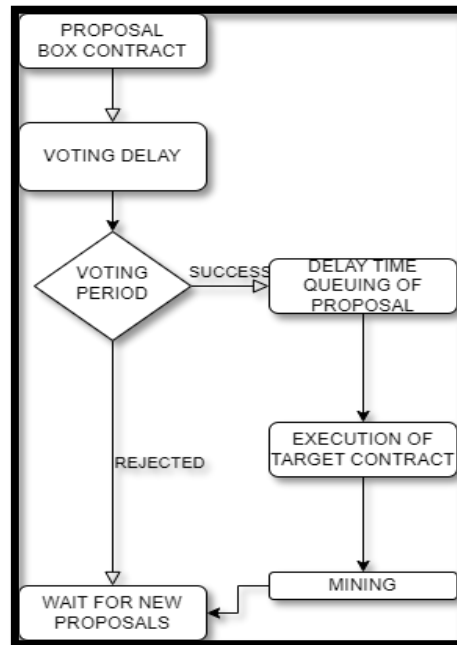 PROPOSAL
BOX CONTRACT
VOTING DELAY
VOTING
PERIOD
SUCCESS
DELAY TIME
QUEUING OF
PROPOSAL
EXECUTION OF
TARGET CONTRACT
REJECTED
MINING
WAIT FOR NEW
PROPOSALS